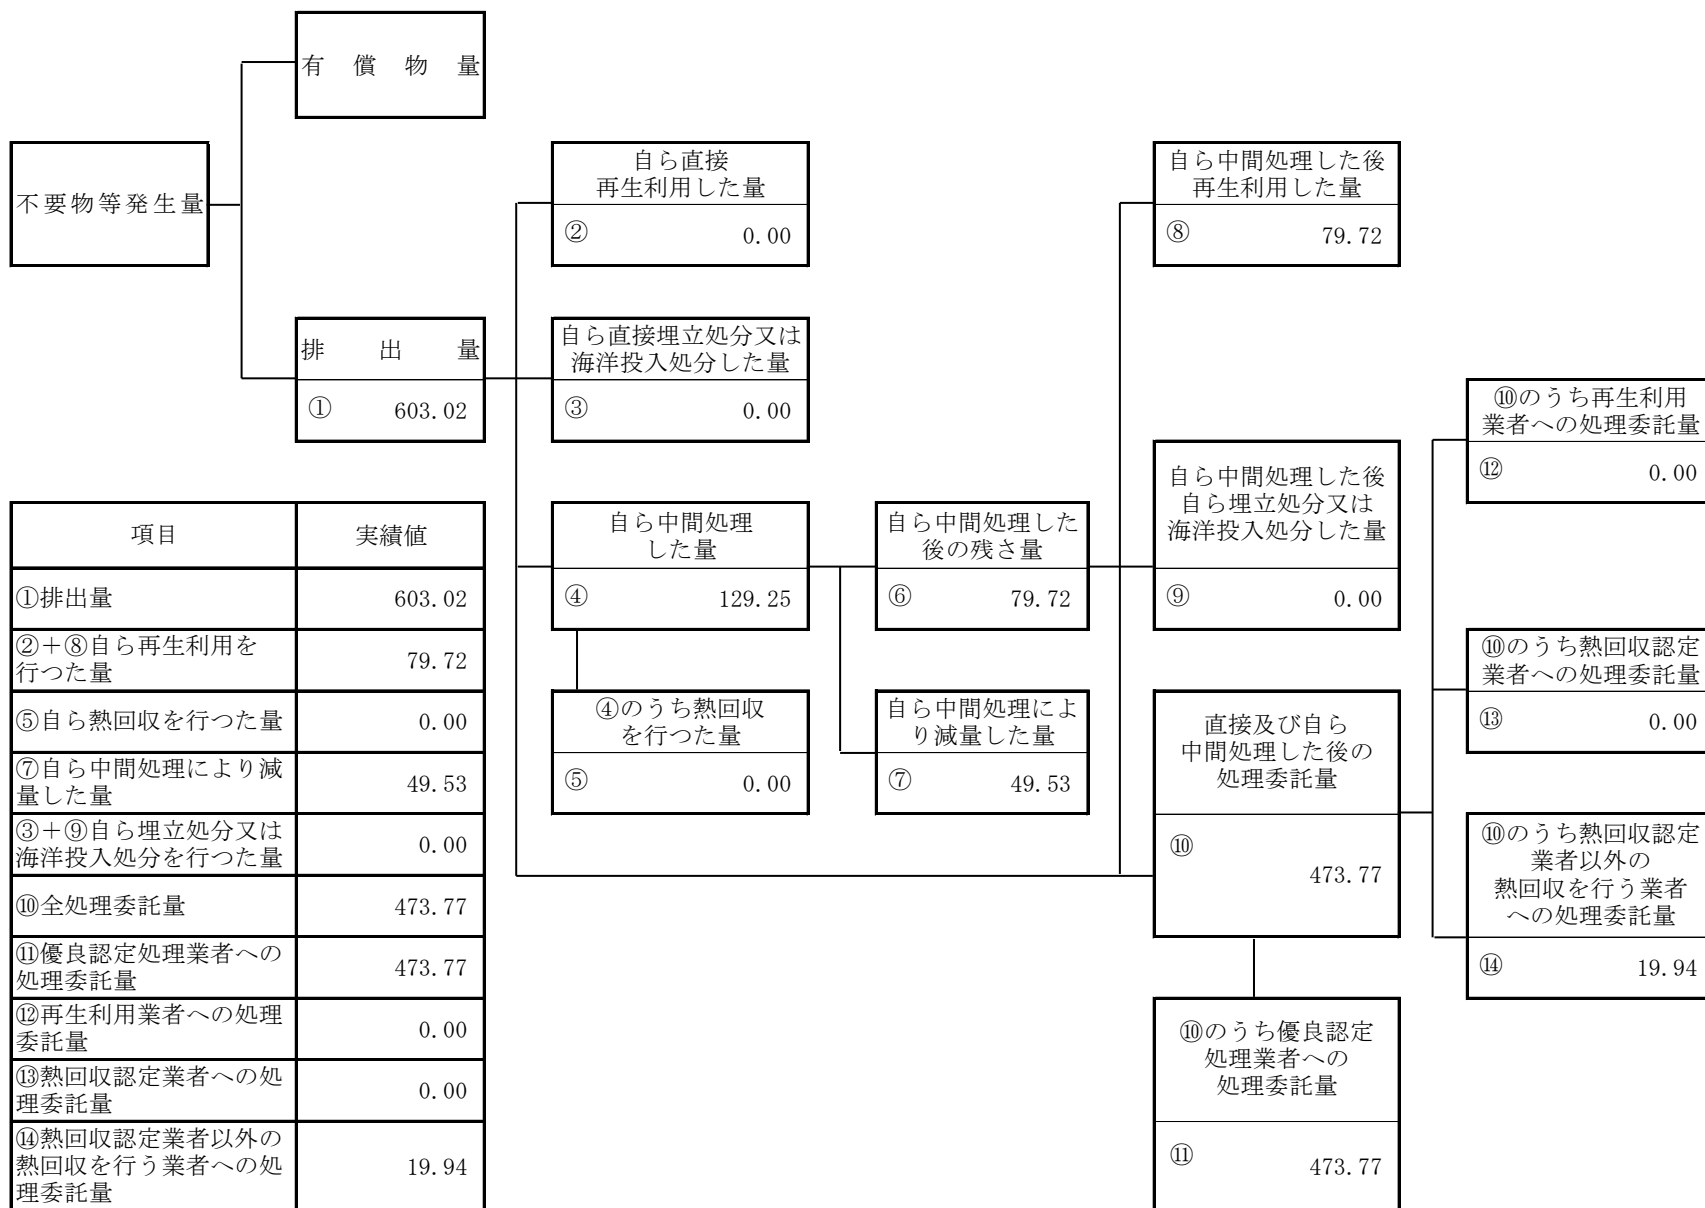 有償物量
不要物等発生量
排出量
① 603.02
自ら直接
再生利用した量
② 0.00
自ら直接埋立処分又は
海洋投入処分した量
③ 0.00
自ら中間処理
した量
④ 129.25
④のうち熱回収
を行つた量
⑤ 0.00
自ら中間処理した
後の残さ量
⑥ 79.72
自ら中間処理によ
り減量した量
⑦ 49.53
自ら中間処理した後
再生利用した量
⑧ 79.72
自ら中間処理した後
自ら埋立処分又は
海洋投入処分した量
⑨ 0.00
直接及び自ら
中間処理した後の
処理委託量
⑩
473.77
⑩のうち優良認定
処理業者への
処理委託量
⑪ 473.77
⑩のうち再生利用
業者への処理委託量
⑫ 0.00
⑩のうち熱回収認定
業者への処理委託量
⑬ 0.00
⑩のうち熱回収認定
業者以外の
熱回収を行う業者
への処理委託量
⑭ 19.94
項目 実績値
①排出量 603.02
②+⑧自ら再生利用を
行つた量 79.72
⑤自ら熱回収を行つた量 0.00
⑦自ら中間処理により減
量した量 49.53
③+⑨自ら埋立処分又は
海洋投入処分を行つた量 0.00
⑩全処理委託量 473.77
⑪優良認定処理業者への
処理委託量 473.77
⑫再生利用業者への処理
委託量 0.00
⑬熱回収認定業者への処
理委託量 0.00
⑭熱回収認定業者以外の
熱回収を行う業者への処
理委託量 19.94